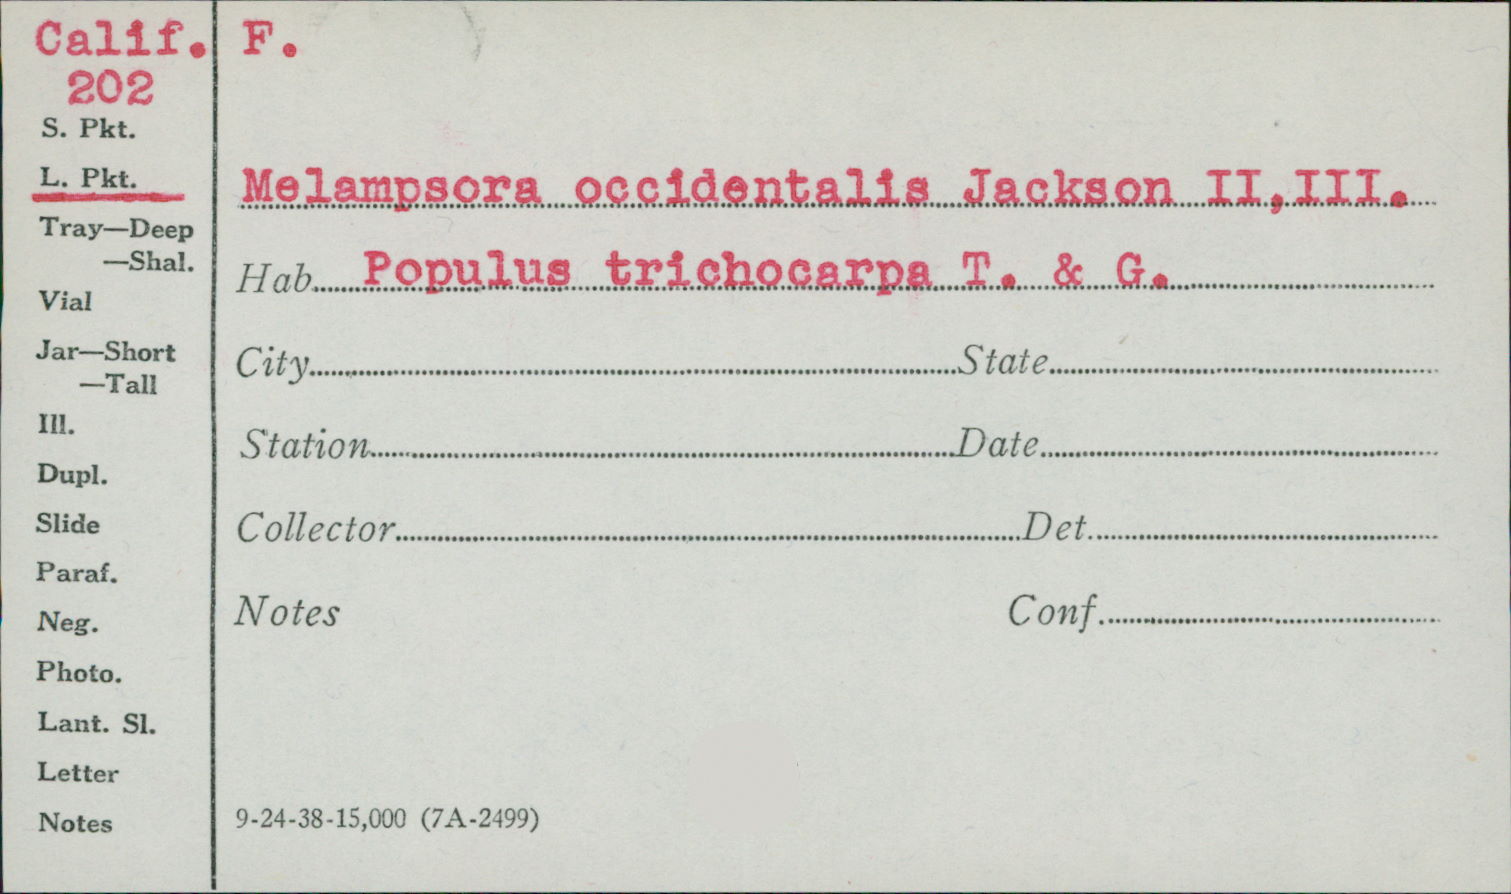 Calif. F.
202
S. Pkt.
L. Pkt.
Tray—Deep
—Shal.
Vial
Jar—Short
—Tall
Ill.
Dupl.
Slide
Paraf.
Neg.
Photo.
Lant. Sl.
Letter
Notes
Melampsora occidentalis Jackson II,III.
Hab. Populus trichocarpa T. & G.
City State
Station Date
Collector Det.
Notes Conf.
9-24-38-15,000 (7A-2499)